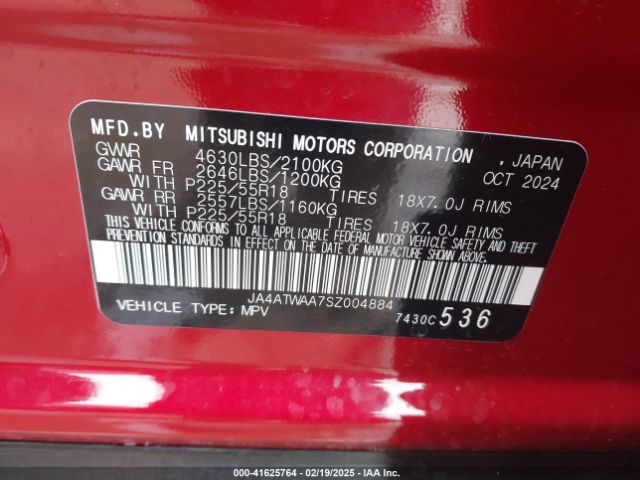 MFD.BY MITSUBISHI MOTORS CORPORATION , JAPAN
GVWR 4630LBS/2100KG OCT 2024
GAWR FR 2646LBS/1200KG
WITH P225/55R18 TIRES 18X7.0J RIMS
GAWR RR 2557LBS/1160KG
WITH P225/55R18 TIRES 18X7.0J RIMS
THIS VEHICLE CONFORMS TO ALL APPLICABLE FEDERAL MOTOR VEHICLE SAFETY AND THEFT
PREVENTION STANDARDS IN EFFECT ON THE DATE OF MANUFACTURE SHOWN ABOVE.
JA4ATWAA7SZ004884
VEHICLE TYPE: MPV 7430C 536
000-41625764 - 02/19/2025 - IAA Inc.